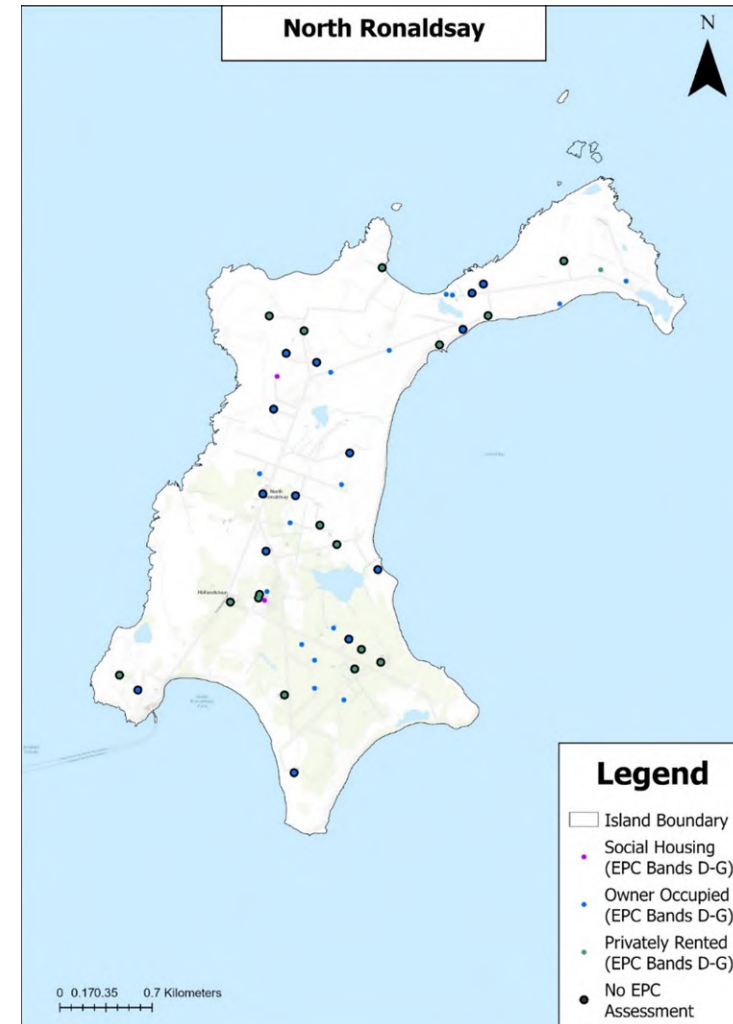 North Ronaldsay
N
North
Ronaldsay
Hollandstoun
Legend
Island Boundary
Social Housing
(EPC Bands D-G)
Owner Occupied
(EPC Bands D-G)
Privately Rented
(EPC Bands D-G)
No EPC
Assessment
0 0.170.35 0.7 Kilometers